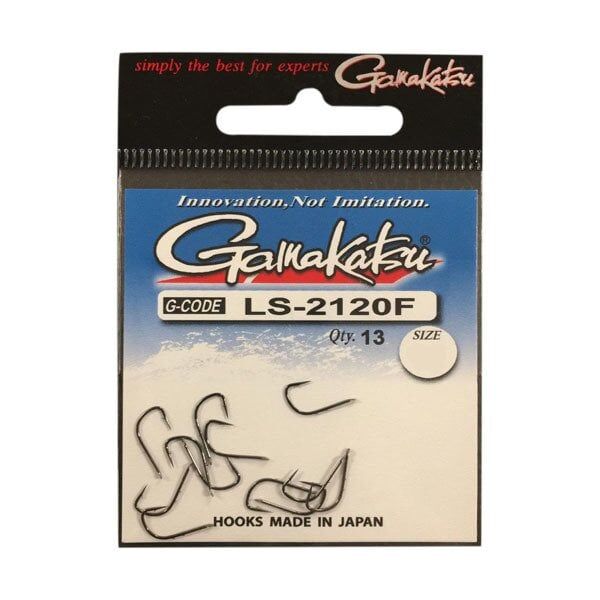 simply the best for experts Gamakatsu
Innovation, Not Imitation.
Gamakatsu®
G-CODE LS-2120F
Qty. 13 SIZE
HOOKS MADE IN JAPAN